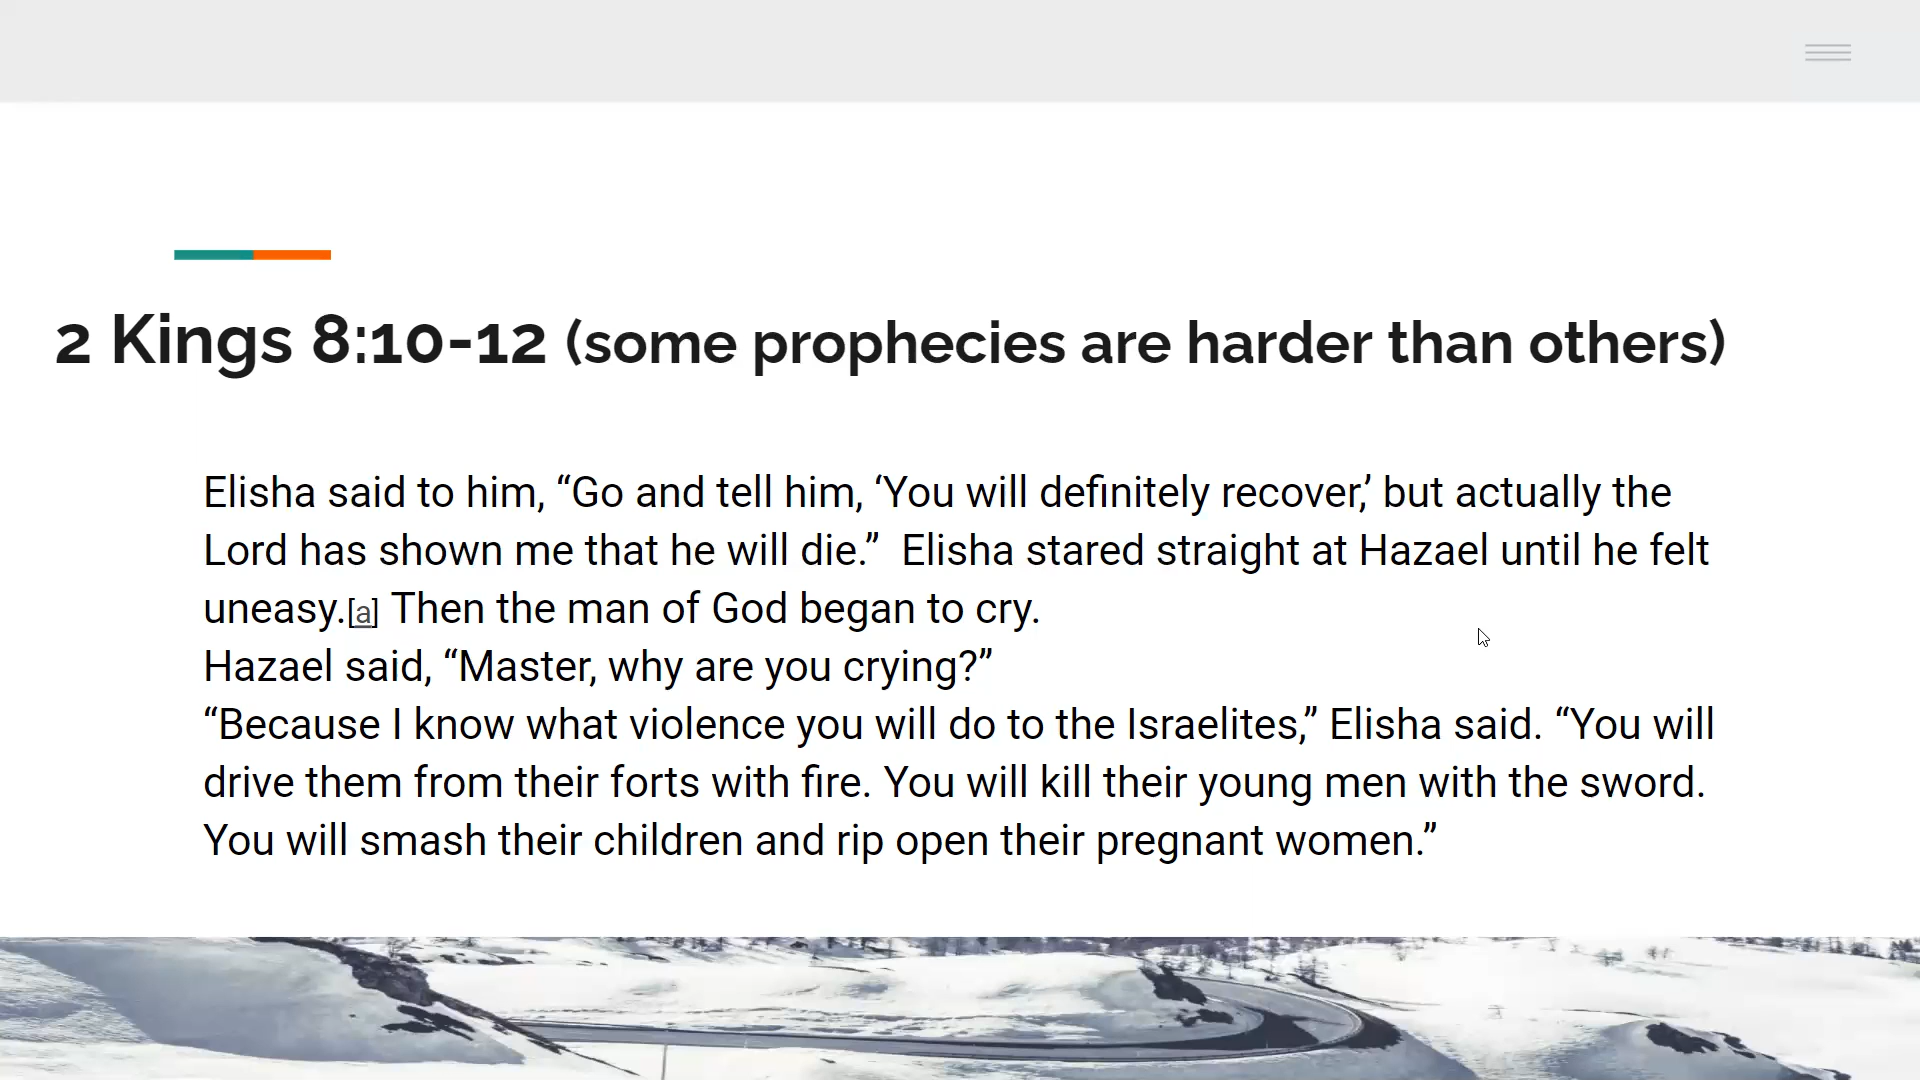 2 Kings 8:10-12 (some prophecies are harder than others)
Elisha said to him, “Go and tell him, ‘You will definitely recover,’ but actually the
Lord has shown me that he will die.”  Elisha stared straight at Hazael until he felt
uneasy.[a] Then the man of God began to cry.
Hazael said, “Master, why are you crying?”
“Because I know what violence you will do to the Israelites,” Elisha said. “You will
drive them from their forts with fire. You will kill their young men with the sword.
You will smash their children and rip open their pregnant women.”